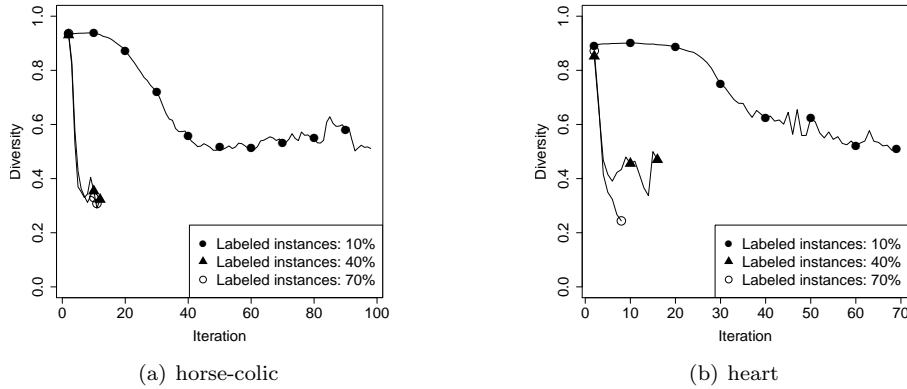 Diversity
1.0
0.8
0.6
0.4
0.2
0.0
Labeled instances: 10%
Labeled instances: 40%
Labeled instances: 70%
0 20 40 60 80 100
Iteration
(a) horse-colic
Diversity
1.0
0.8
0.6
0.4
0.2
0.0
Labeled instances: 10%
Labeled instances: 40%
Labeled instances: 70%
0 10 20 30 40 50 60 70
Iteration
(b) heart